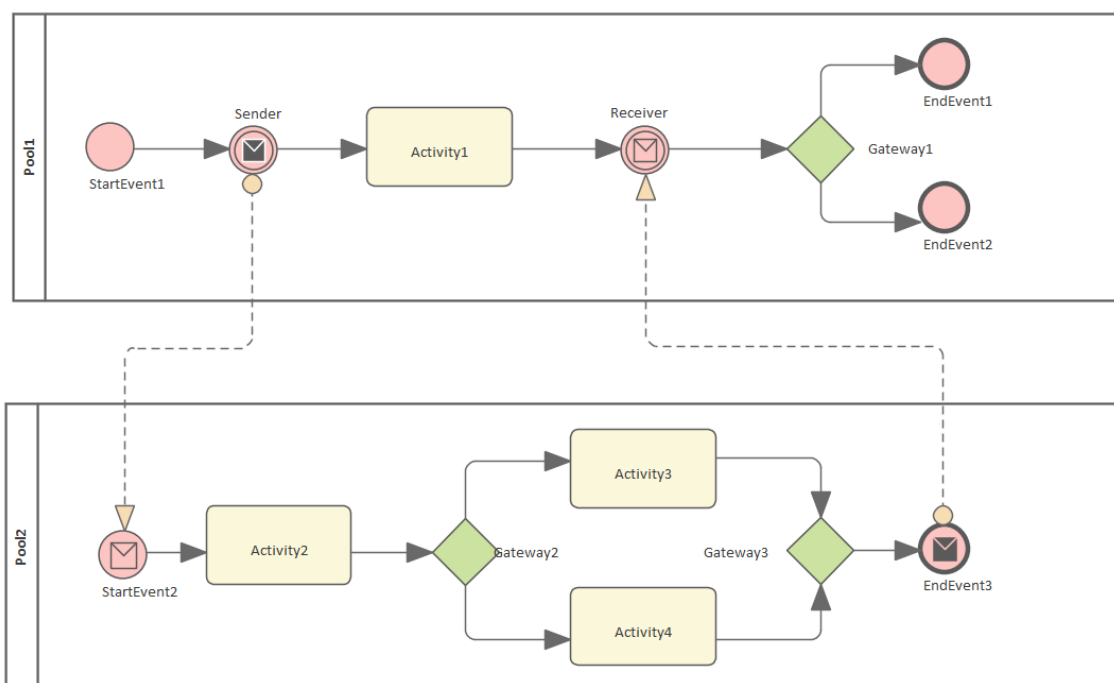 Pool1
StartEvent1
Sender
Activity1
Receiver
Gateway1
EndEvent1
EndEvent2
Pool2
StartEvent2
Activity2
Gateway2
Activity3
Activity4
Gateway3
EndEvent3